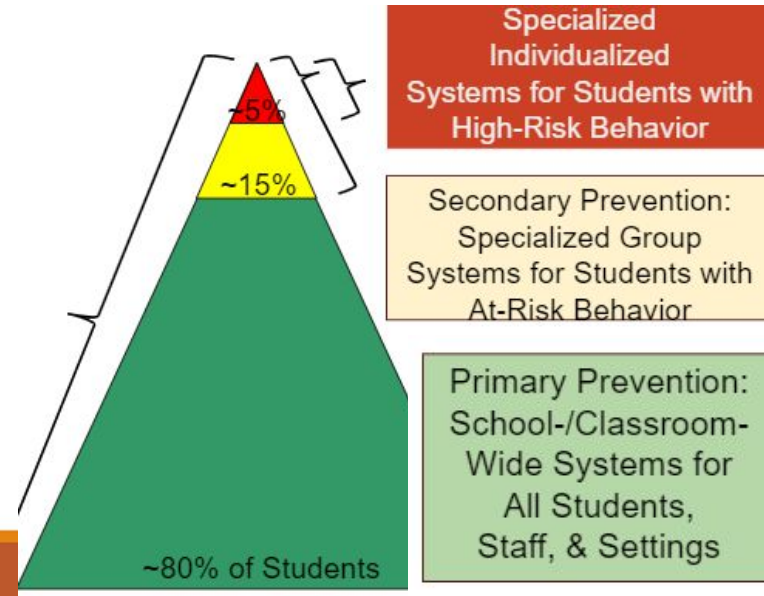 Specialized
Individualized
Systems for Students with
High-Risk Behavior
~5%
~15%
Secondary Prevention:
Specialized Group
Systems for Students with
At-Risk Behavior
Primary Prevention:
School-/Classroom-
Wide Systems for
All Students,
Staff, & Settings
~80% of Students